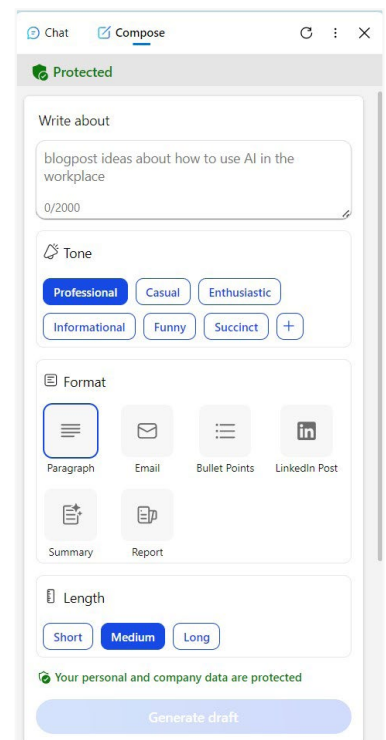 Chat Compose
Protected
Write about
blogpost ideas about how to use AI in the
workplace
0/2000
Tone
Professional Casual Enthusiastic
Informational Funny Succinct +
Format
in
Paragraph Email Bullet Points LinkedIn Post
Summary Report
Length
Short Medium Long
Your personal and company data are protected
Generate draft